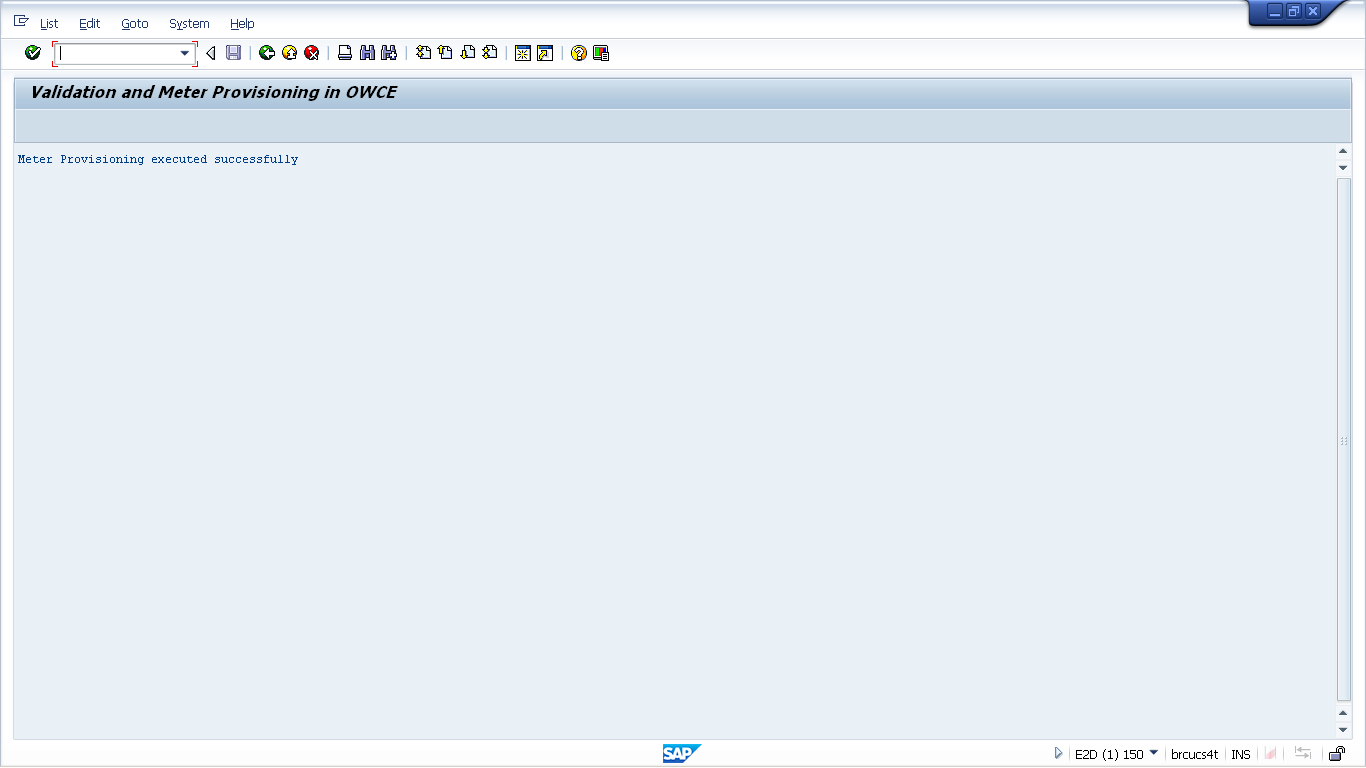 List Edit Goto System Help
Validation and Meter Provisioning in OWCE
Meter Provisioning executed successfully
SAP
E2D (1) 150 brcucs4t INS